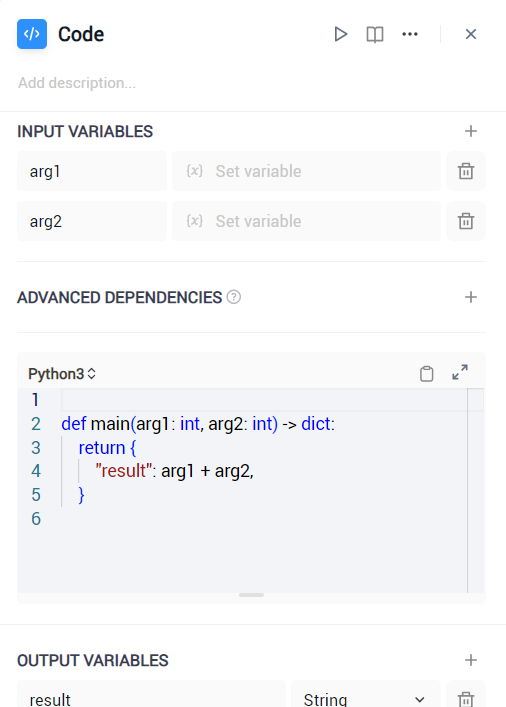 </> Code
Add description...
INPUT VARIABLES
arg1 {x} Set variable
arg2 {x} Set variable
ADVANCED DEPENDENCIES ?
Python3
1
2 def main(arg1: int, arg2: int) -> dict:
3 return {
4 "result": arg1 + arg2,
5 }
6
OUTPUT VARIABLES
result String